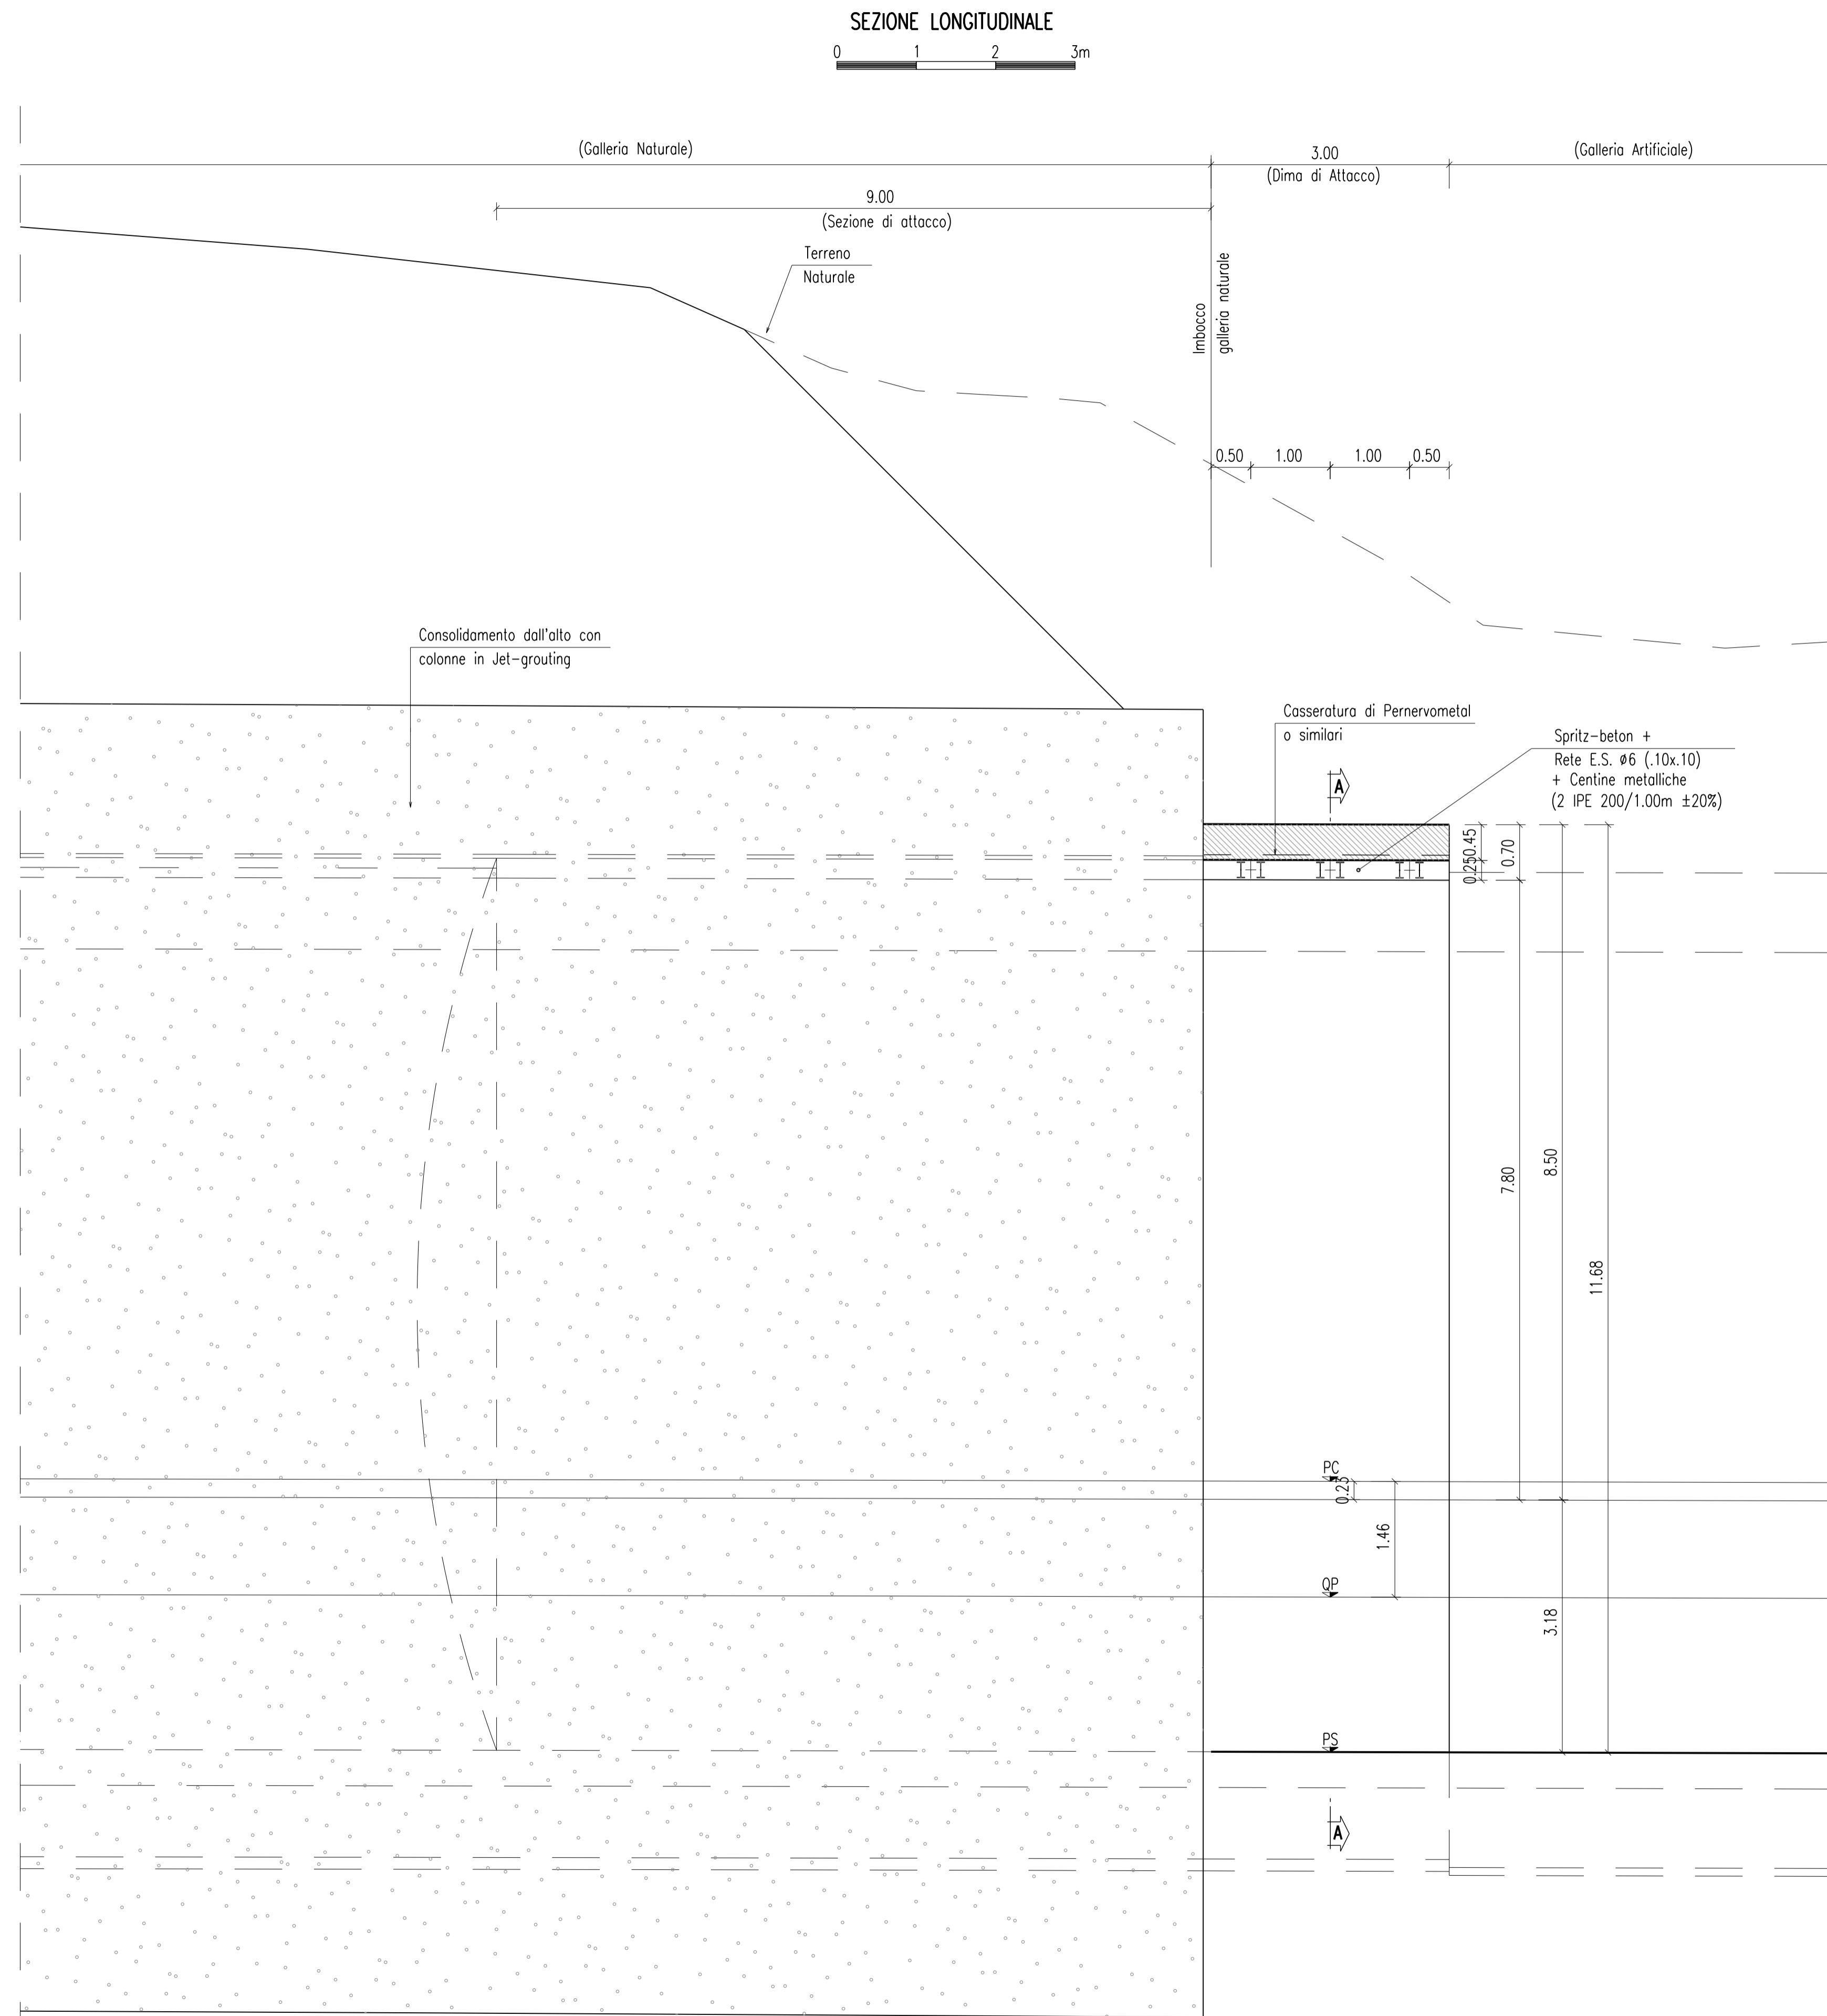 SEZIONE LONGITUDINALE
0 1 2 3m
(Galleria Naturale)
3.00
(Dima di Attacco)
(Galleria Artificiale)
9.00
(Sezione di attacco)
Terreno
Naturale
Imbocco
galleria naturale
0.50 1.00 1.00 0.50
Consolidamento dall'alto con
colonne in Jet-grouting
Casseratura di Pernervometal
o similari
Spritz-beton +
Rete E.S. ø6 (.10x.10)
+ Centine metalliche
(2 IPE 200/1.00m ±20%)
A
0.45
0.25
0.70
7.80
8.50
11.68
PC
0.23
1.46
QP
3.18
PS
A